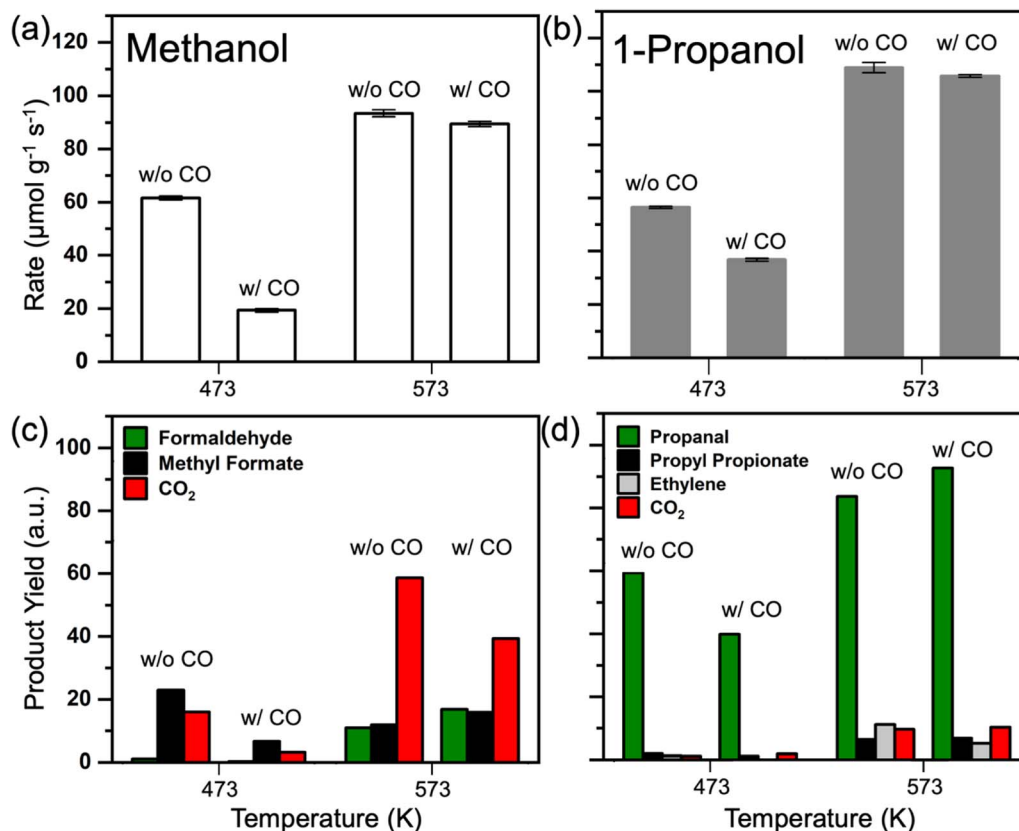 (a)
Methanol
120
100
80
60
40
20
0
Rate (μmol g⁻¹ s⁻¹)
w/o CO
w/ CO
w/o CO
w/ CO
473
573
(b)
1-Propanol
w/o CO
w/ CO
w/o CO
w/ CO
473
573
(c)
Formaldehyde
Methyl Formate
CO₂
100
80
60
40
20
0
Product Yield (a.u.)
w/o CO
w/ CO
w/o CO
w/ CO
473
573
Temperature (K)
(d)
Propanal
Propyl Propionate
Ethylene
CO₂
w/o CO
w/ CO
w/o CO
w/ CO
473
573
Temperature (K)